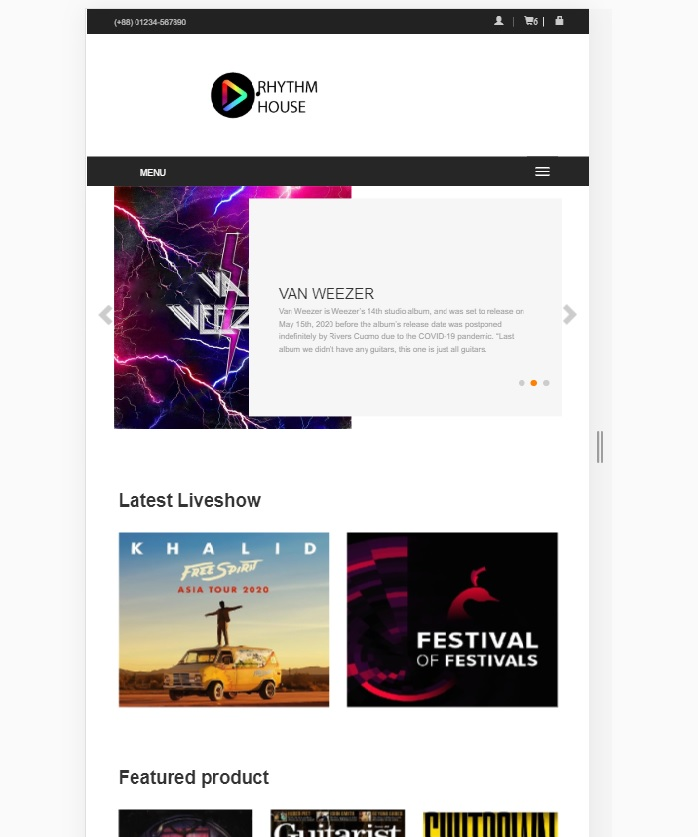 (+88) 01234-567890
6
RHYTHM
HOUSE
MENU
VAN WEEZER
VAN WEEZER
Van Weezer is Weezer's 14th studio album, and was set to release on
May 15th, 2020 before the album's release date was postponed
indefinitely by Rivers Cuomo due to the COVID-19 pandemic. "Last
album we didn't have any guitars, this one is just all guitars.
Latest Liveshow
KHALID
FREE SPIRIT
ASIA TOUR 2020
FESTIVAL
OF FESTIVALS
Featured product
Guitarist